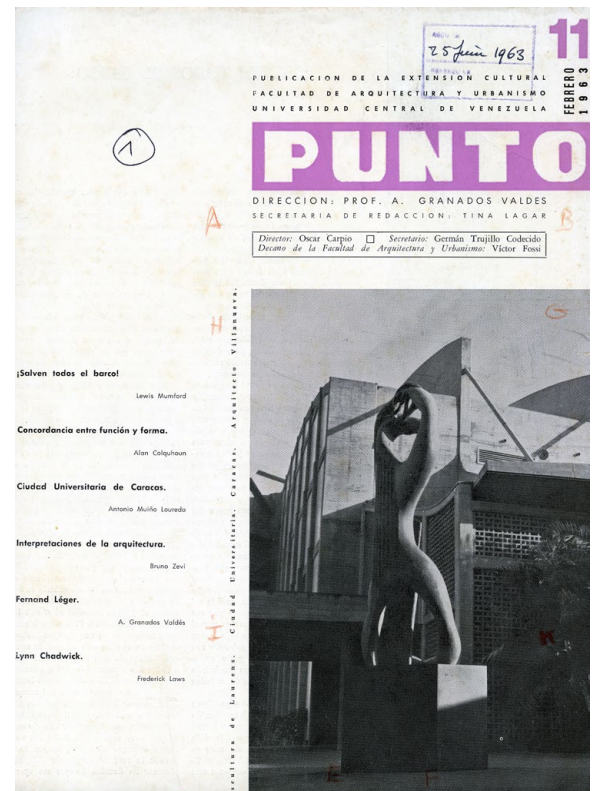 11
FEBRERO
1963
25 Junio 1963
PUBLICACION DE LA EXTENSION CULTURAL
FACULTAD DE ARQUITECTURA Y URBANISMO
UNIVERSIDAD CENTRAL DE VENEZUELA
1
PUNTO
DIRECCION: PROF. A. GRANADOS VALDES
SECRETARIA DE REDACCION: TINA LAGAR
A
B
Director: Oscar Carpio □ Secretario: Germán Trujillo Codecido
Decano de la Facultad de Arquitectura y Urbanismo: Víctor Fossi
H
G
¡Salven todos el barco!
Lewis Mumford
Concordancia entre función y forma.
Alan Colquhoun
Ciudad Universitaria de Caracas.
Antonio Muiño Loureda
Interpretaciones de la arquitectura.
Bruno Zevi
Fernand Léger.
A. Granados Valdés
I
K
Lynn Chadwick.
Frederick Laws
E
F
scultura de Laurens. Ciudad Universitaria. Caracas. Arquitecto Villanueva.